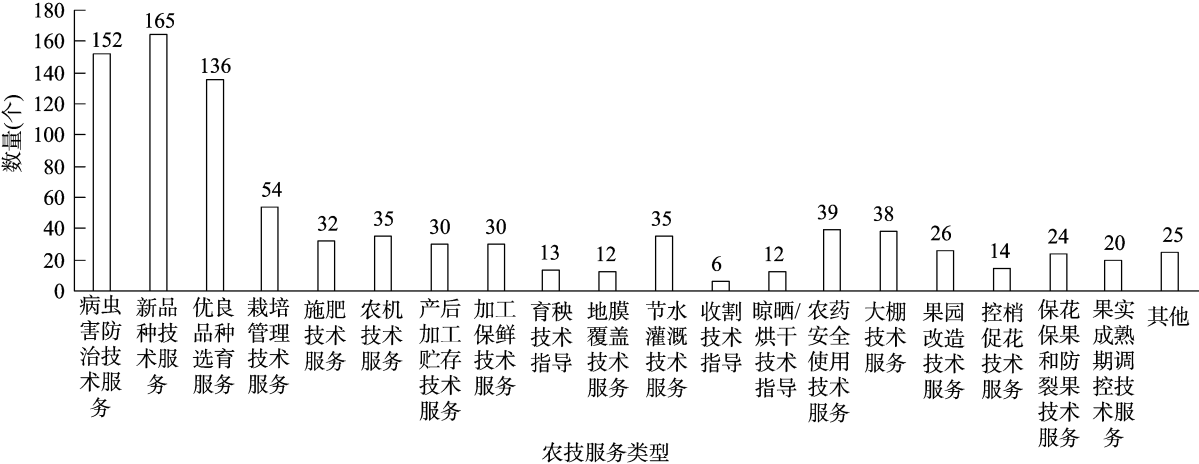 数量(个)
180
160
140
120
100
80
60
40
20
0
152
165
136
54
32
35
30
30
13
12
35
6
12
39
38
26
14
24
20
25
病虫
害防
治技
术服
务
新品
种技
术服
务
优良
品种
选育
服务
栽培
管理
技术
服务
施肥
技术
服务
农机
技术
服务
产后
加工
贮存
技术
服务
加工
保鲜
技术
服务
育秧
技术
指导
地膜
覆盖
技术
服务
节水
灌溉
技术
服务
收割
技术
指导
晾晒/
烘干
技术
指导
农药
安全
使用
技术
服务
大棚
技术
服务
果园
改造
技术
服务
控梢
促花
技术
服务
保花
保果
和防
裂果
技术
服务
果实
成熟
期调
控技
术服
务
其他
农技服务类型